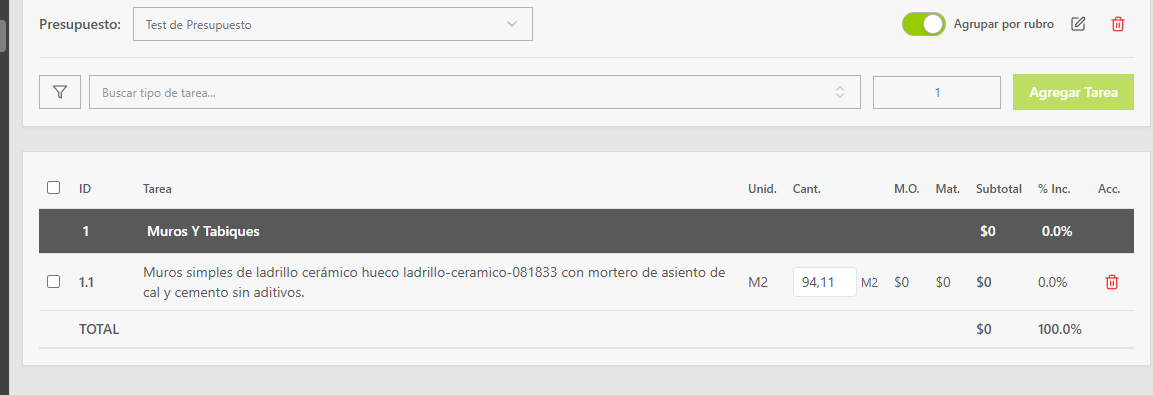 Presupuesto: Test de Presupuesto Agrupar por rubro
Buscar tipo de tarea... 1 Agregar Tarea
ID Tarea Unid. Cant. M.O. Mat. Subtotal % Inc. Acc.
1 Muros Y Tabiques $0 0.0%
1.1 Muros simples de ladrillo cerámico hueco ladrillo-ceramico-081833 con mortero de asiento de
cal y cemento sin aditivos. M2 94,11 M2 $0 $0 $0 0.0%
TOTAL $0 100.0%